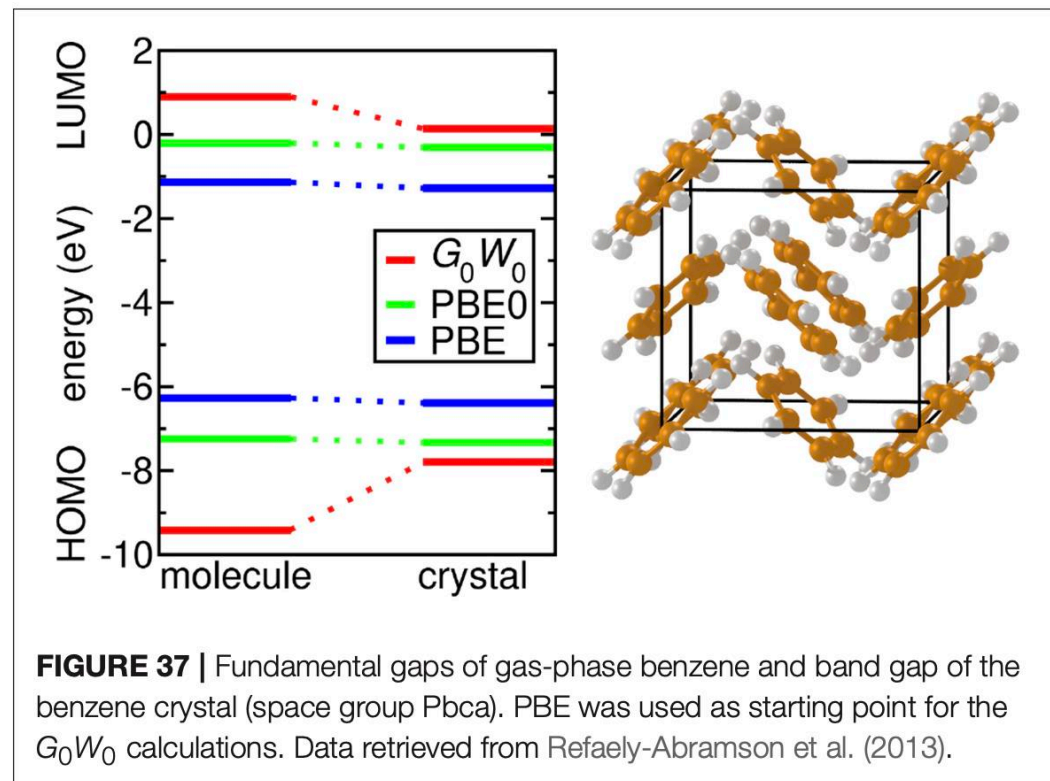 LUMO
energy (eV)
HOMO
2
0
-2
-4
-6
-8
-10
G₀W₀
PBE0
PBE
molecule crystal
FIGURE 37 | Fundamental gaps of gas-phase benzene and band gap of the
benzene crystal (space group Pbca). PBE was used as starting point for the
G₀W₀ calculations. Data retrieved from Refaely-Abramson et al. (2013).